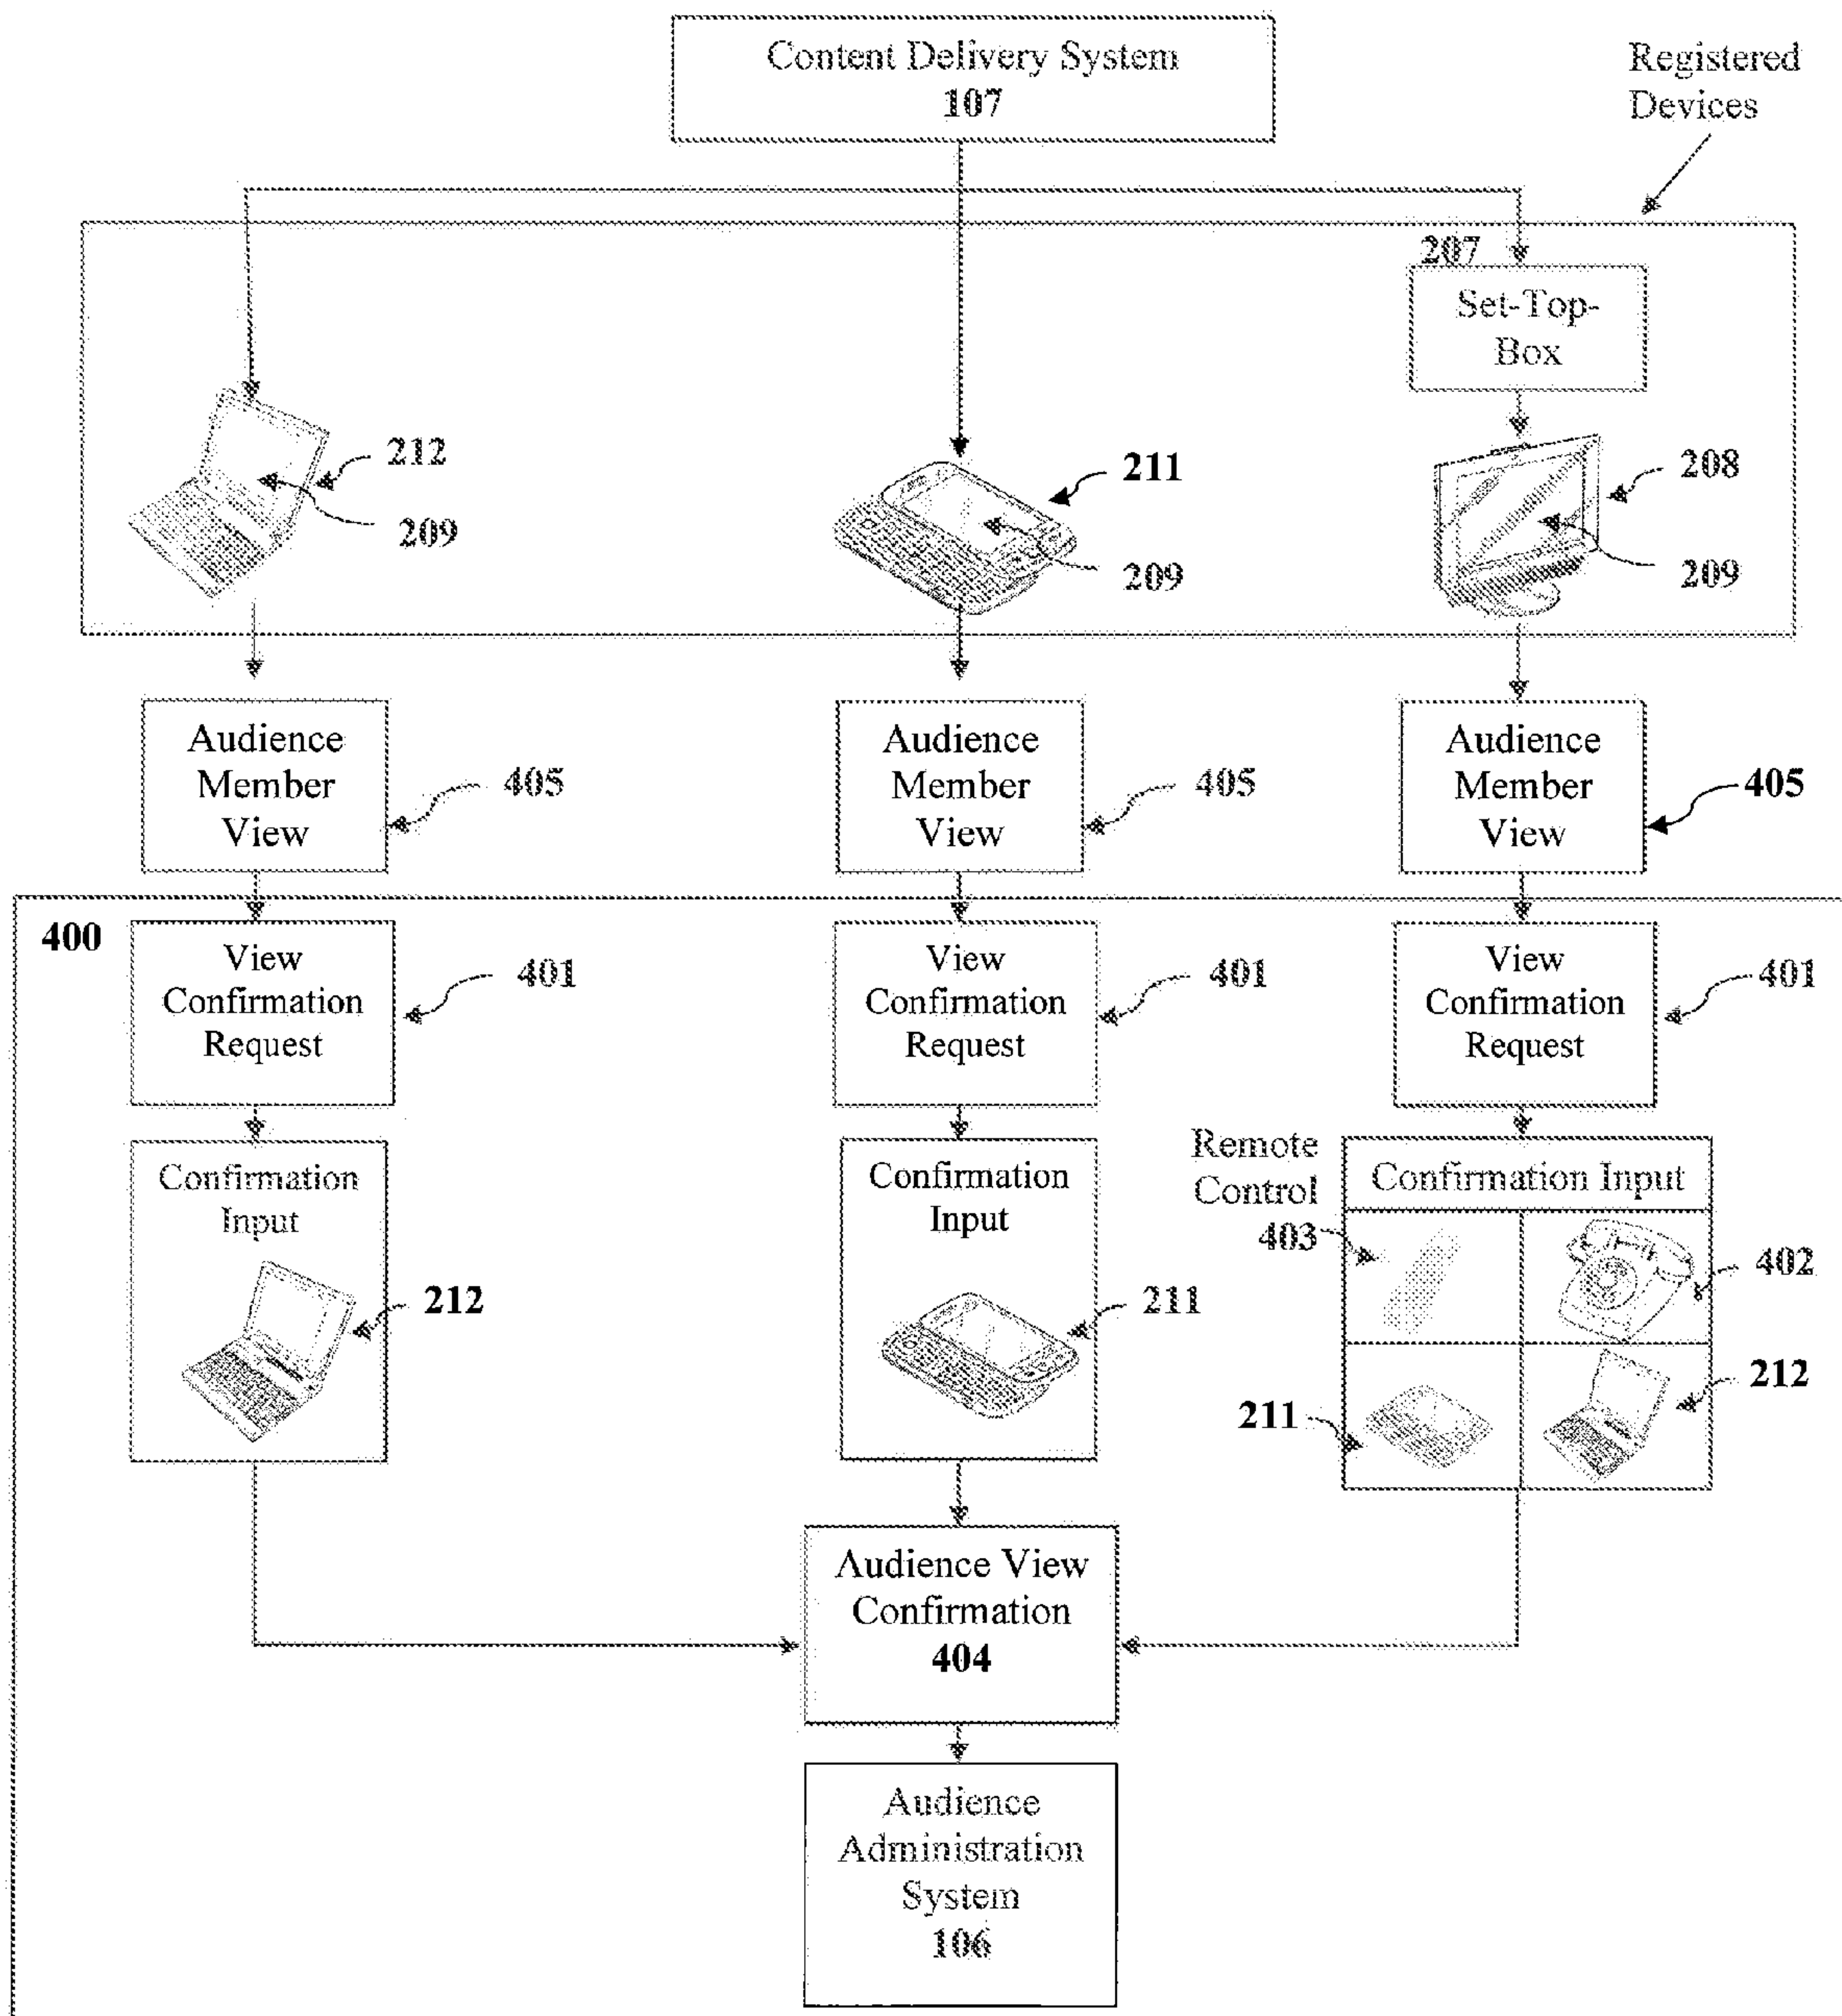 Content Delivery System
107
Registered
Devices
207
Set-Top-
Box
212
209
211
209
208
209
Audience
Member
View
405
Audience
Member
View
405
Audience
Member
View
405
400
View
Confirmation
Request
401
View
Confirmation
Request
401
View
Confirmation
Request
401
Confirmation
Input
212
Confirmation
Input
211
Remote
Control
403
Confirmation Input
402
211
212
Audience View
Confirmation
404
Audience
Administration
System
106